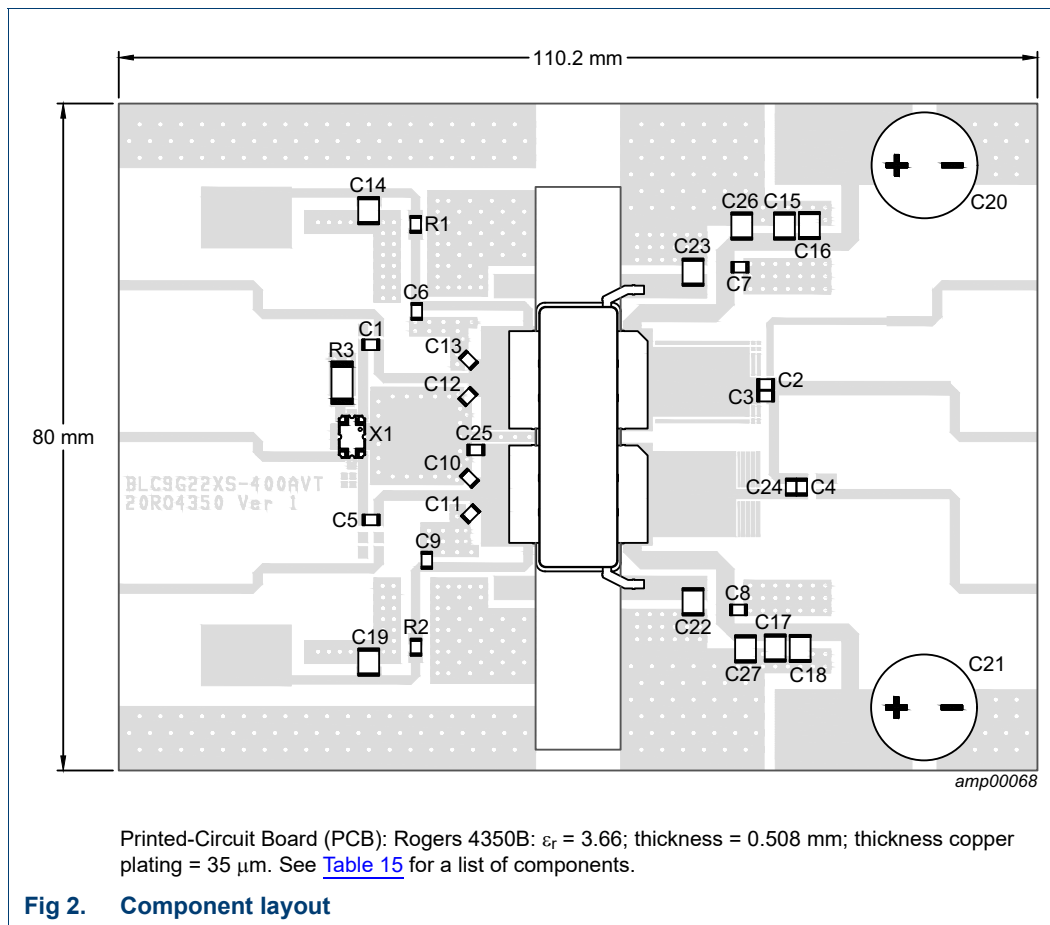 110.2 mm
80 mm
C14
R1
C26
C15
C16
C20
C23
C7
C6
C1
R3
C13
C12
C2
C3
X1
C25
C10
C24
C4
BLC9G22XS-400AVT
20RO4350 Ver 1
C11
C5
C9
C8
C22
C17
C19
R2
C27
C18
C21
amp00068
Printed-Circuit Board (PCB): Rogers 4350B: εr = 3.66; thickness = 0.508 mm; thickness copper
plating = 35 μm. See Table 15 for a list of components.
Fig 2. Component layout